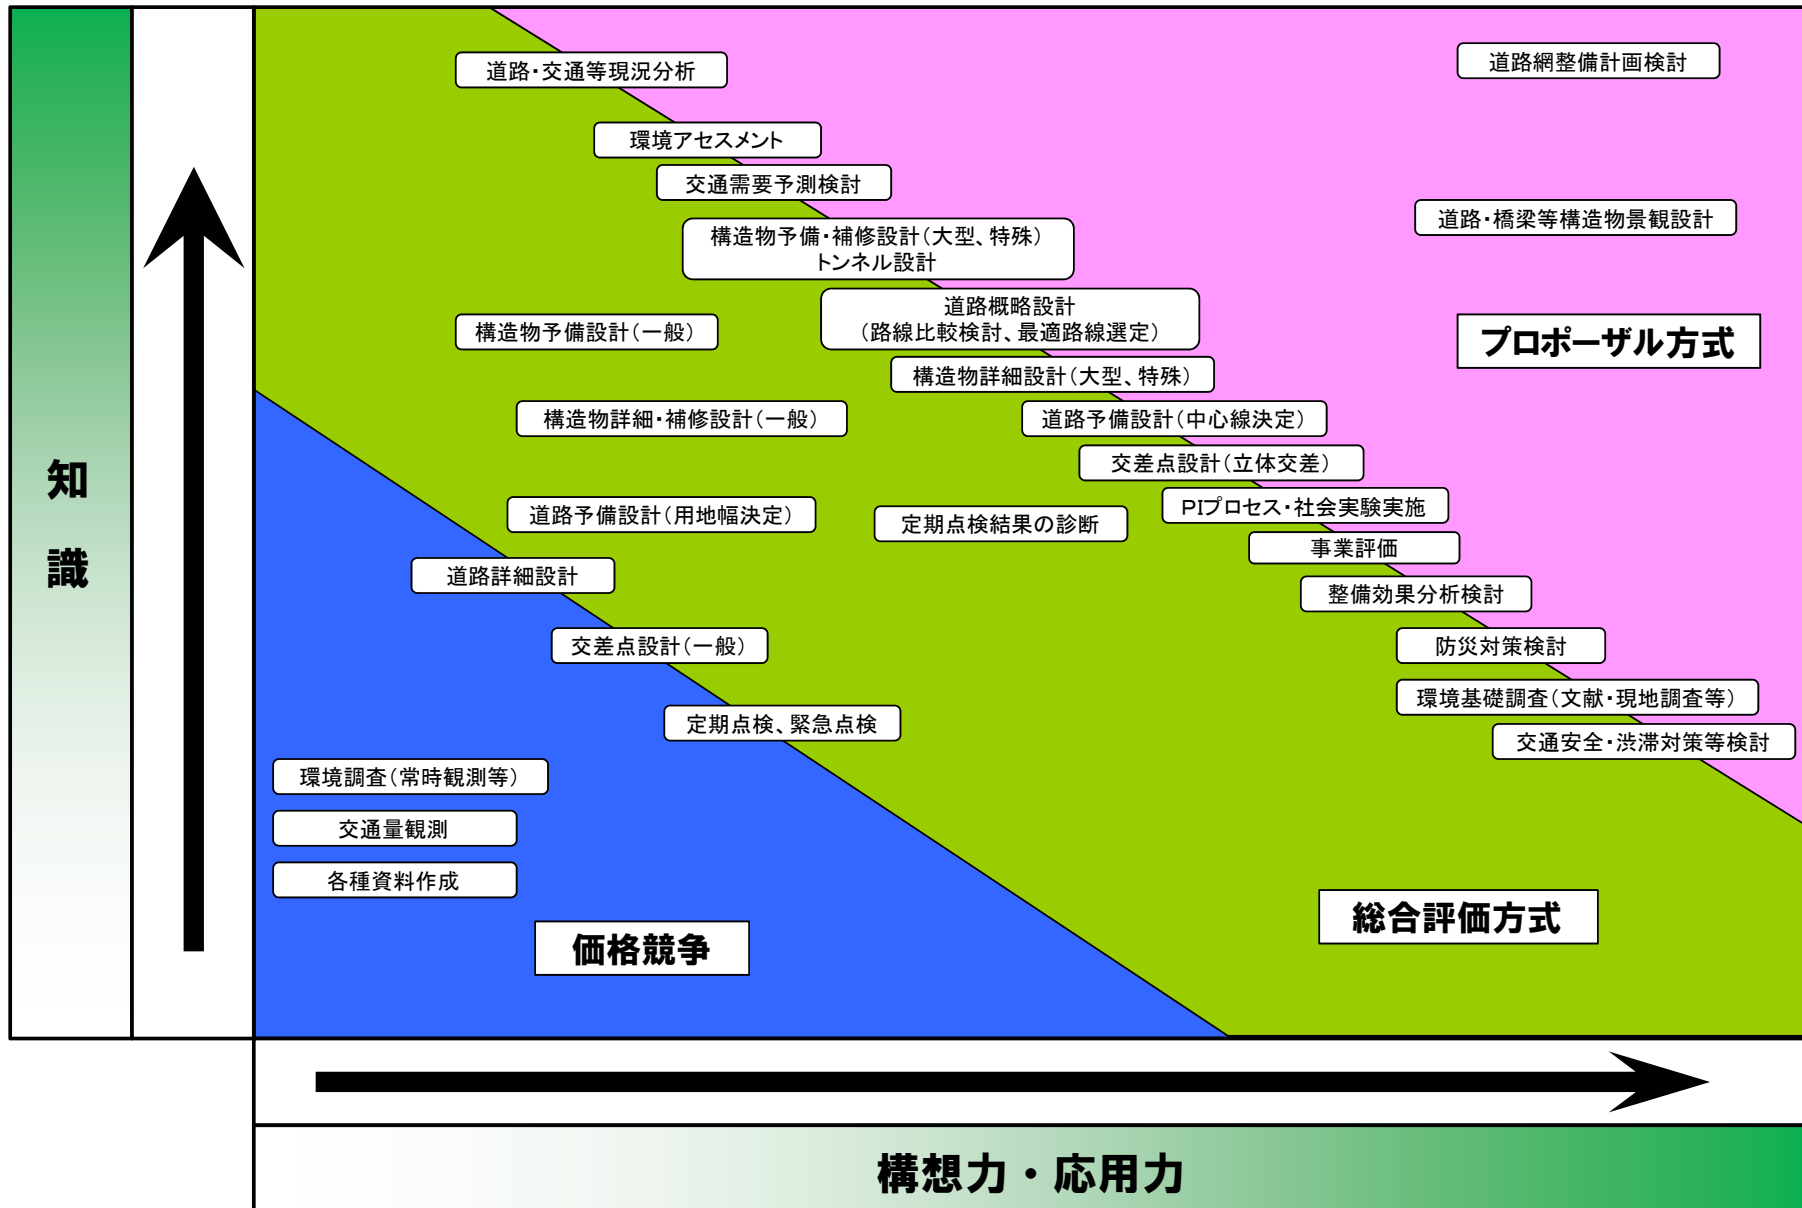 道路・交通等現況分析
道路網整備計画検討
環境アセスメント
交通需要予測検討
道路・橋梁等構造物景観設計
構造物予備・補修設計(大型、特殊)
トンネル設計
道路概略設計
(路線比較検討、最適路線選定)
構造物予備設計(一般)
プロポーザル方式
構造物詳細設計(大型、特殊)
構造物詳細・補修設計(一般)
道路予備設計(中心線決定)
交差点設計(立体交差)
知
識
PIプロセス・社会実験実施
道路予備設計(用地幅決定)
定期点検結果の診断
事業評価
道路詳細設計
整備効果分析検討
交差点設計(一般)
防災対策検討
環境基礎調査(文献・現地調査等)
定期点検、緊急点検
交通安全・渋滞対策等検討
環境調査(常時観測等)
交通量観測
各種資料作成
総合評価方式
価格競争
構想力・応用力